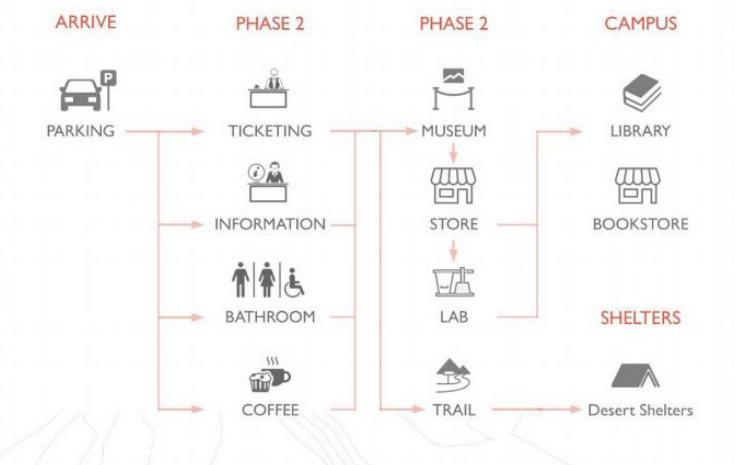 ARRIVE
PHASE 2
PHASE 2
CAMPUS
P
PARKING
TICKETING
MUSEUM
LIBRARY
i
INFORMATION
STORE
BOOKSTORE
BATHROOM
LAB
SHELTERS
COFFEE
TRAIL
Desert Shelters